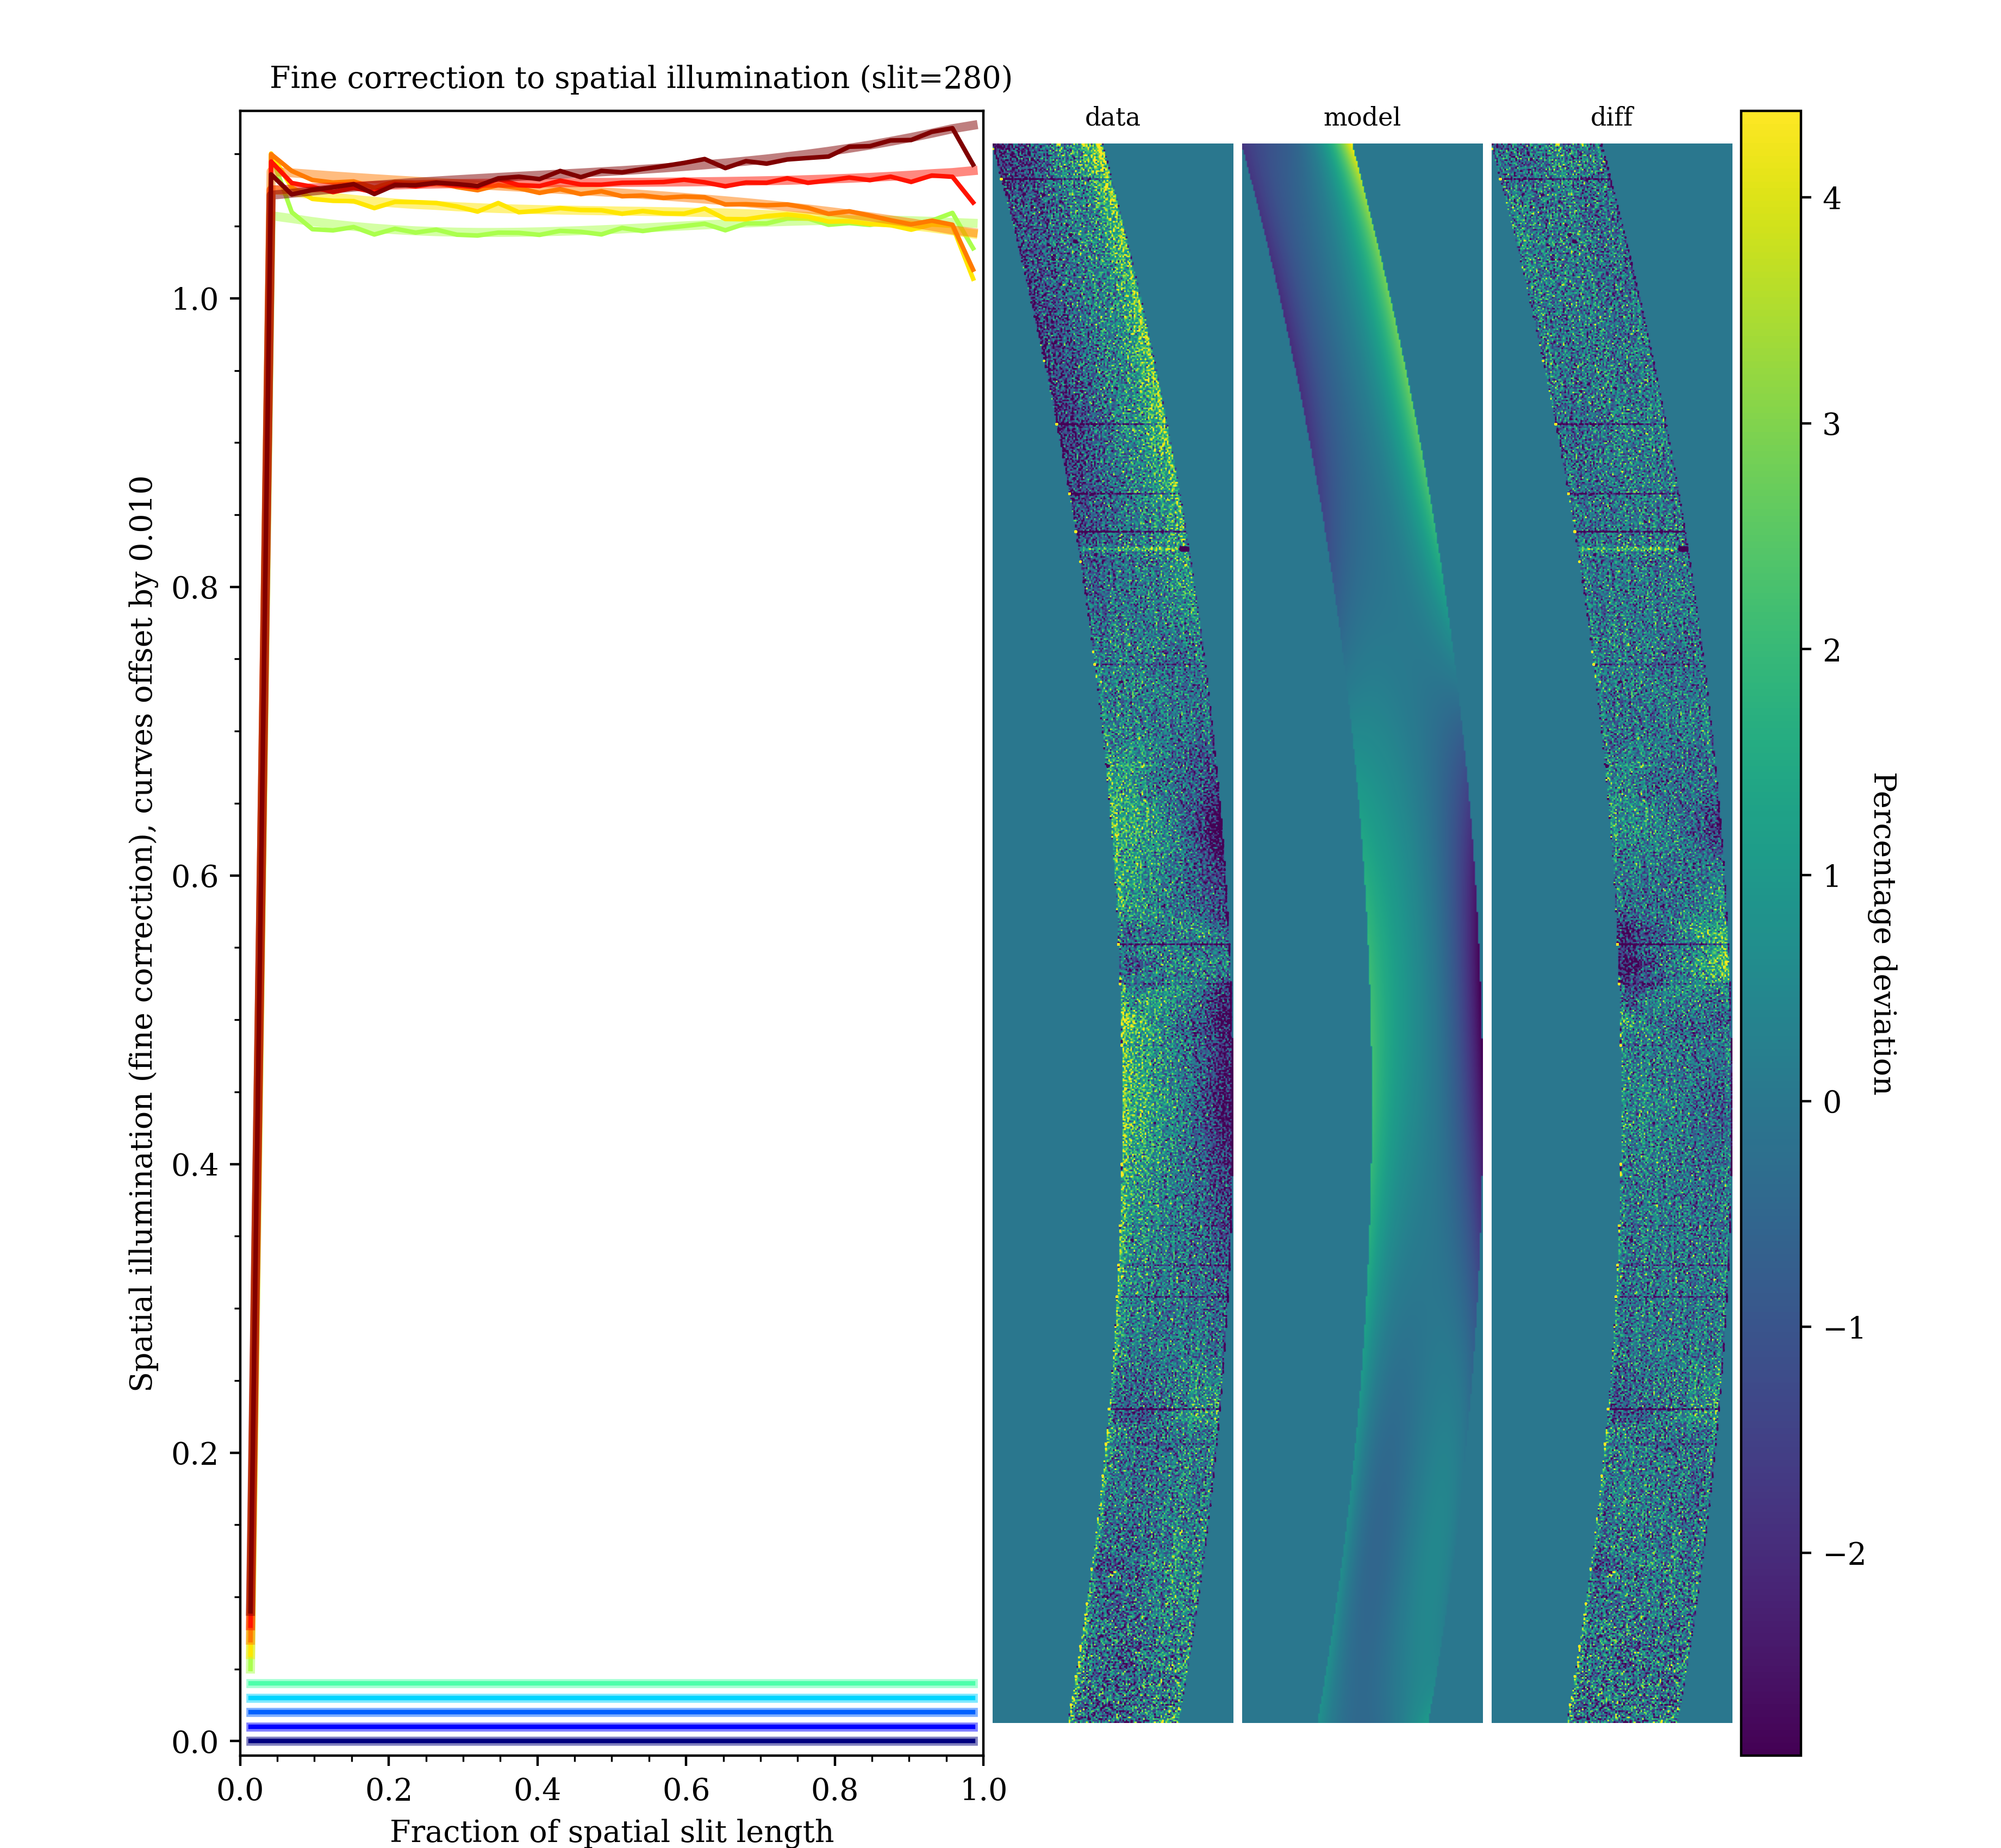 Fine correction to spatial illumination (slit=280)
data
model
diff
Spatial illumination (fine correction), curves offset by 0.010
1.0
0.8
0.6
0.4
0.2
0.0
0.0 0.2 0.4 0.6 0.8 1.0
Fraction of spatial slit length
4
3
2
1
0
−1
−2
Percentage deviation